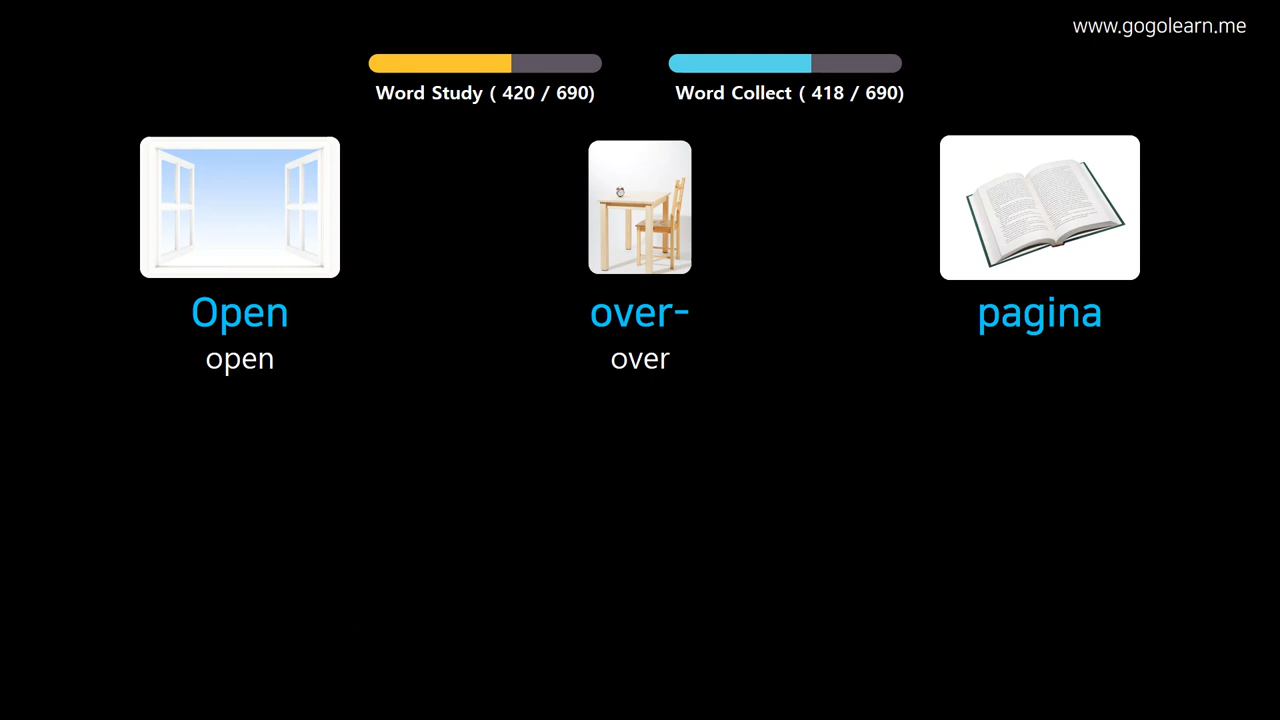 www.gogolearn.me
Word Study ( 420 / 690)
Word Collect ( 418 / 690)
Open
over-
pagina
open
over